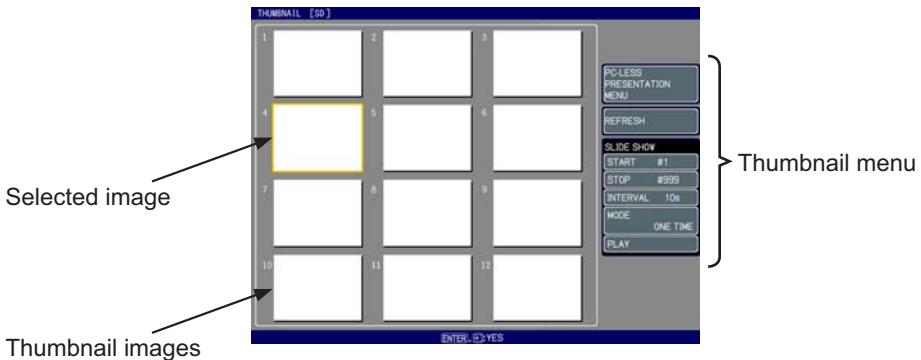 THUMBNAIL [SD]
1 2 3
4 5 6
7 8 9
10 11 12
PC-LESS
PRESENTATION
MENU
REFRESH
SLIDE SHOW
START #1
STOP #999
INTERVAL 10s
MODE
ONE TIME
PLAY
ENTER, :YES
Selected image
Thumbnail images
Thumbnail menu